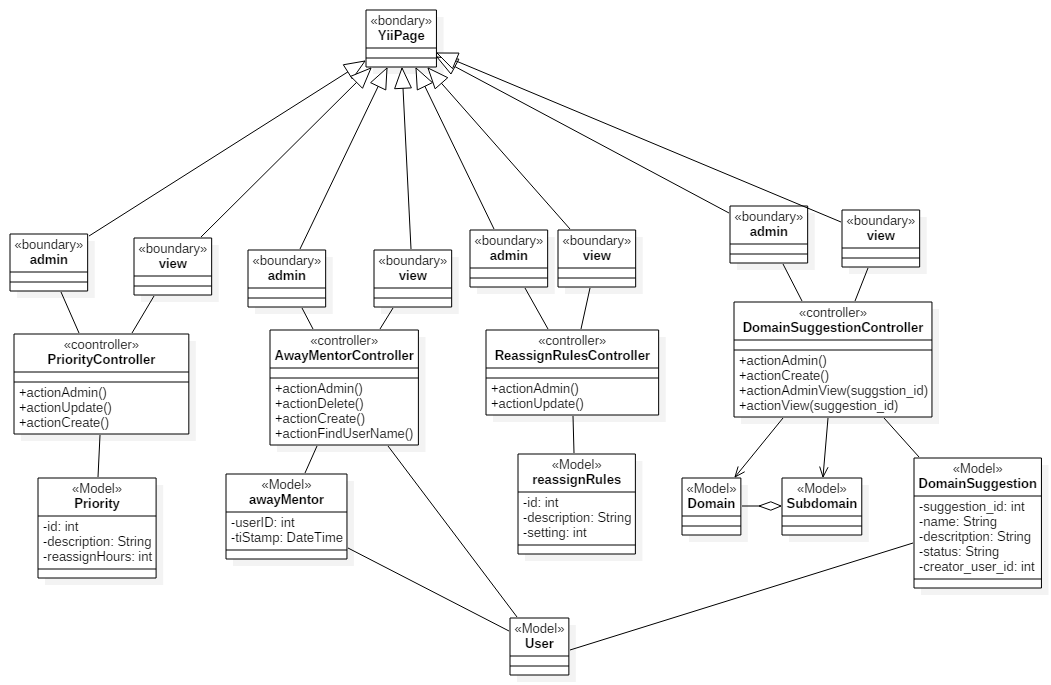 «bondary»
YiiPage
«boundary»
admin
«boundary»
view
«boundary»
admin
«boundary»
view
«boundary»
admin
«boundary»
view
«boundary»
admin
«boundary»
view
«coontroller»
PriorityController
+actionAdmin()
+actionUpdate()
+actionCreate()
«controller»
AwayMentorController
+actionAdmin()
+actionDelete()
+actionCreate()
+actionFindUserName()
«controller»
ReassignRulesController
+actionAdmin()
+actionUpdate()
«controller»
DomainSuggestionController
+actionAdmin()
+actionCreate()
+actionAdminView(suggstion_id)
+actionView(suggestion_id)
«Model»
Priority
-id: int
-description: String
-reassignHours: int
«Model»
awayMentor
-userID: int
-tiStamp: DateTime
«Model»
reassignRules
-id: int
-description: String
-setting: int
«Model»
Domain
«Model»
Subdomain
«Model»
DomainSuggestion
-suggestion_id: int
-name: String
-descritption: String
-status: String
-creator_user_id: int
«Model»
User